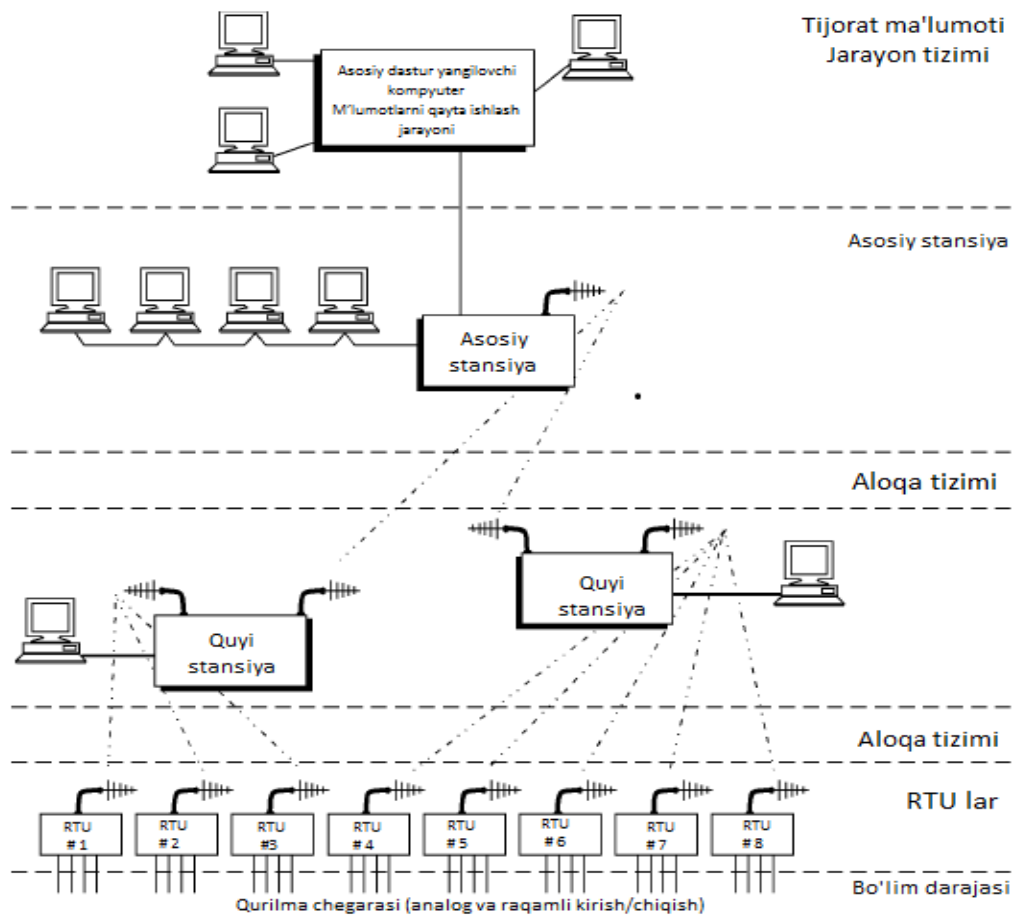 Tijorat ma'lumoti
Jarayon tizimi
Asosiy dastur yangilovchi
kompyuter
M'lumotlarni qayta ishlash
jarayoni
Asosiy stansiya
Asosiy
stansiya
Aloqa tizimi
Quyi
stansiya
Quyi
stansiya
Aloqa tizimi
RTU lar
RTU
#1
RTU
#2
RTU
#3
RTU
#4
RTU
#5
RTU
#6
RTU
#7
RTU
#8
Bo'lim darajasi
Qurilma chegarasi (analog va raqamli kirish/chiqish)